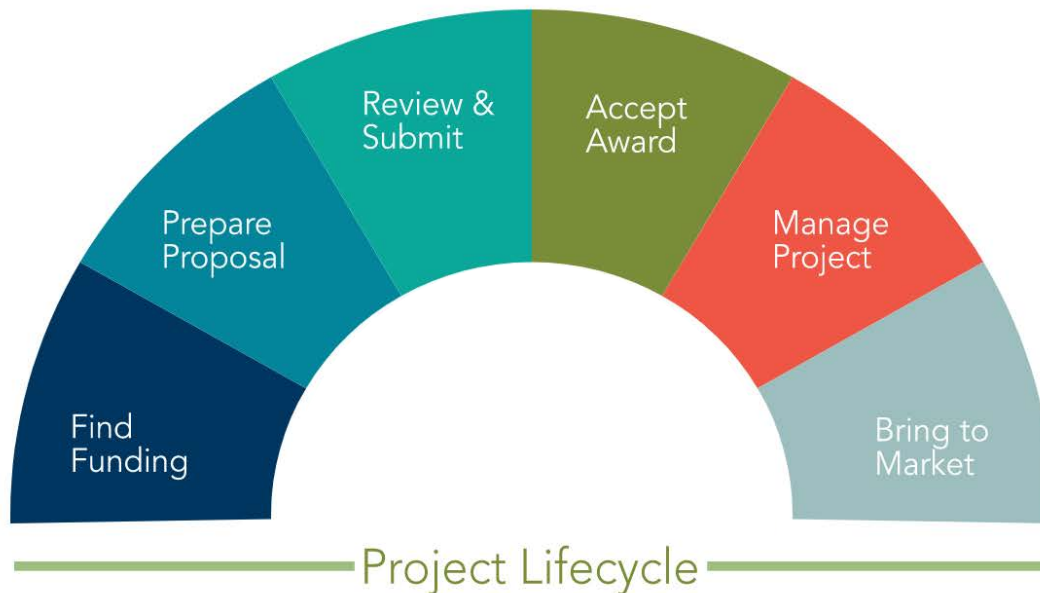 Find
Funding
Prepare
Proposal
Review &
Submit
Accept
Award
Manage
Project
Bring to
Market
Project Lifecycle